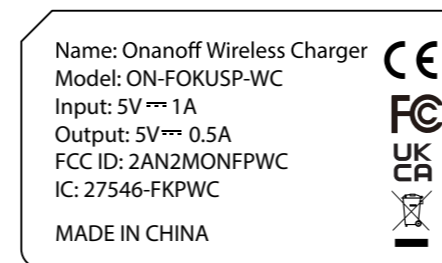 Name: Onanoff Wireless Charger
Model: ON-FOKUSP-WC
Input: 5V⎓ 1A
Output: 5V⎓ 0.5A
FCC ID: 2AN2MONFPWC
IC: 27546-FKPWC
MADE IN CHINA
CE
FC
UK
CA